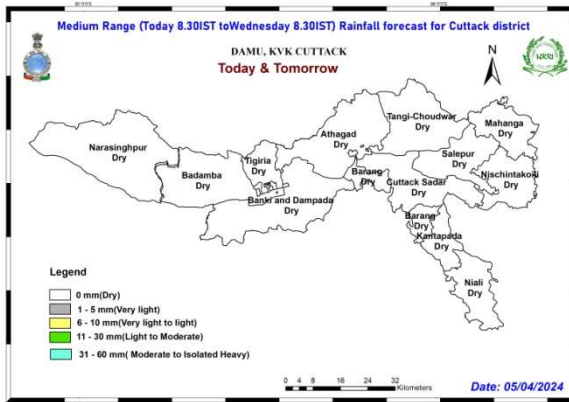 Medium Range (Today 8.30IST toWednesday 8.30IST) Rainfall forecast for Cuttack district
DAMU, KVK CUTTACK
Today & Tomorrow
N
NRRI
Narasinghpur
Dry
Badamba
Dry
Tigiria
Dry
Banki and Dampada
Dry
Athagad
Dry
Barang
Dry
Tangi-Choudwar
Dry
Cuttack Sadar
Dry
Salepur
Dry
Mahanga
Dry
Nischintakoili
Dry
Barang
Dry
Kantapada
Dry
Niali
Dry
Legend
0 mm(Dry)
1 - 5 mm(Very light)
6 - 10 mm(Very light to light)
11 - 30 mm(Light to Moderate)
31 - 60 mm( Moderate to Isolated Heavy)
0 4 8 16 24 32
Kilometers
Date: 05/04/2024